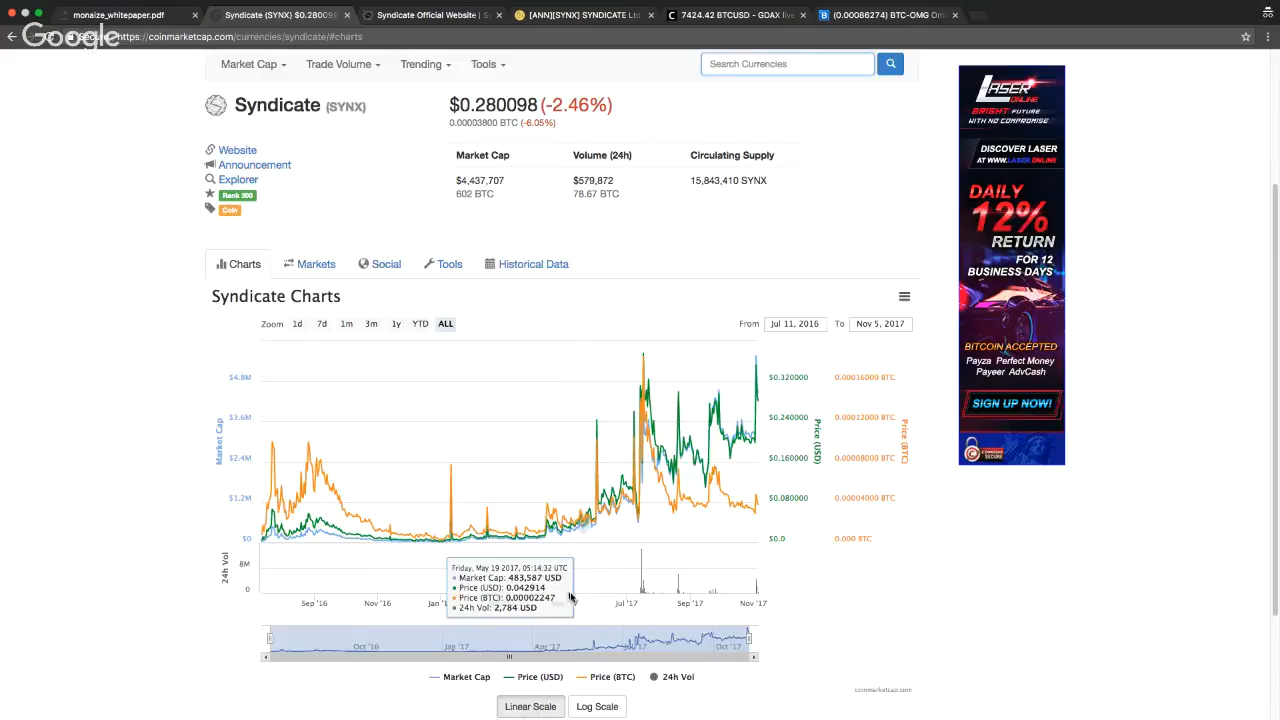 monaco_whitepaper.pdf
Syndicate (SYNX) $0.280098
Syndicate Official Website | S
[ANN][SYNX] SYNDICATE Ltd
7424.42 BTC - GDAX live
(0.00086274) BTC-OMG Om
Google
https://coinmarketcap.com/currencies/syndicate/#charts
Market Cap
Trade Volume
Trending
Tools
Search Currencies
Syndicate (SYNX)
$0.280098 (-2.46%)
0.00003800 BTC (-6.05%)
Website
Announcement
Explorer
Rank 300
Coin
Market Cap
Volume (24h)
Circulating Supply
$4,437,707
$579,872
15,843,410 SYNX
602 BTC
78.67 BTC
Charts
Markets
Social
Tools
Historical Data
Syndicate Charts
Zoom 1d 7d 1m 3m 1y YTD ALL
From Jul 11, 2016 To Nov 5, 2017
$4.8M
$3.6M
$2.4M
$1.2M
$0
Market Cap
$0.320000
$0.240000
$0.160000
$0.080000
$0.0
Price (USD)
0.00016000 BTC
0.00012000 BTC
0.00008000 BTC
0.00004000 BTC
0.000 BTC
Price (BTC)
24h Vol
8M
0
Friday, May 19 2017, 05:14:32 UTC
Market Cap: 483,587 USD
Price (USD): 0.042914
Price (BTC): 0.00002247
24h Vol: 2,784 USD
Sep '16
Nov '16
Jul '17
Sep '17
Nov '17
Oct '16
Jan '17
Apr '17
Jul '17
Oct '17
Market Cap
Price (USD)
Price (BTC)
24h Vol
coinmarketcap.com
Linear Scale
Log Scale
LASER
ONLINE
BRIGHT FUTURE
WITH NO COMPROMISE
DISCOVER LASER
AT WWW.LASER.ONLINE
DAILY
12%
RETURN
FOR 12
BUSINESS DAYS
BITCOIN ACCEPTED
Payza Perfect Money
Payeer AdvCash
SIGN UP NOW!
COMODO
SECURE